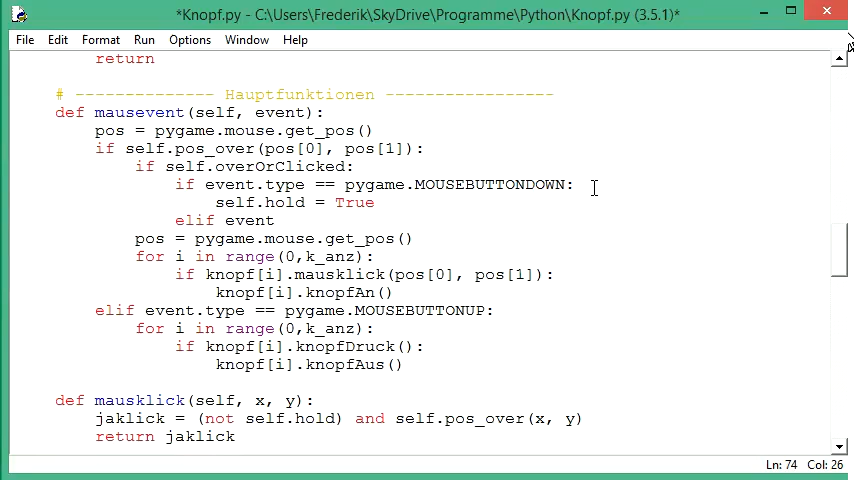 *Knopf.py - C:\Users\Frederik\SkyDrive\Programme\Python\Knopf.py (3.5.1)*
File Edit Format Run Options Window Help
        return
    # -------------- Hauptfunktionen -----------------
    def mausevent(self, event):
        pos = pygame.mouse.get_pos()
        if self.pos_over(pos[0], pos[1]):
            if self.overOrClicked:
                if event.type == pygame.MOUSEBUTTONDOWN:
                    self.hold = True
                elif event
            pos = pygame.mouse.get_pos()
            for i in range(0,k_anz):
                if knopf[i].mausklick(pos[0], pos[1]):
                    knopf[i].knopfAn()
        elif event.type == pygame.MOUSEBUTTONUP:
            for i in range(0,k_anz):
                if knopf[i].knopfDruck():
                    knopf[i].knopfAus()
    def mausklick(self, x, y):
        jaklick = (not self.hold) and self.pos_over(x, y)
        return jaklick
Ln: 74 Col: 26